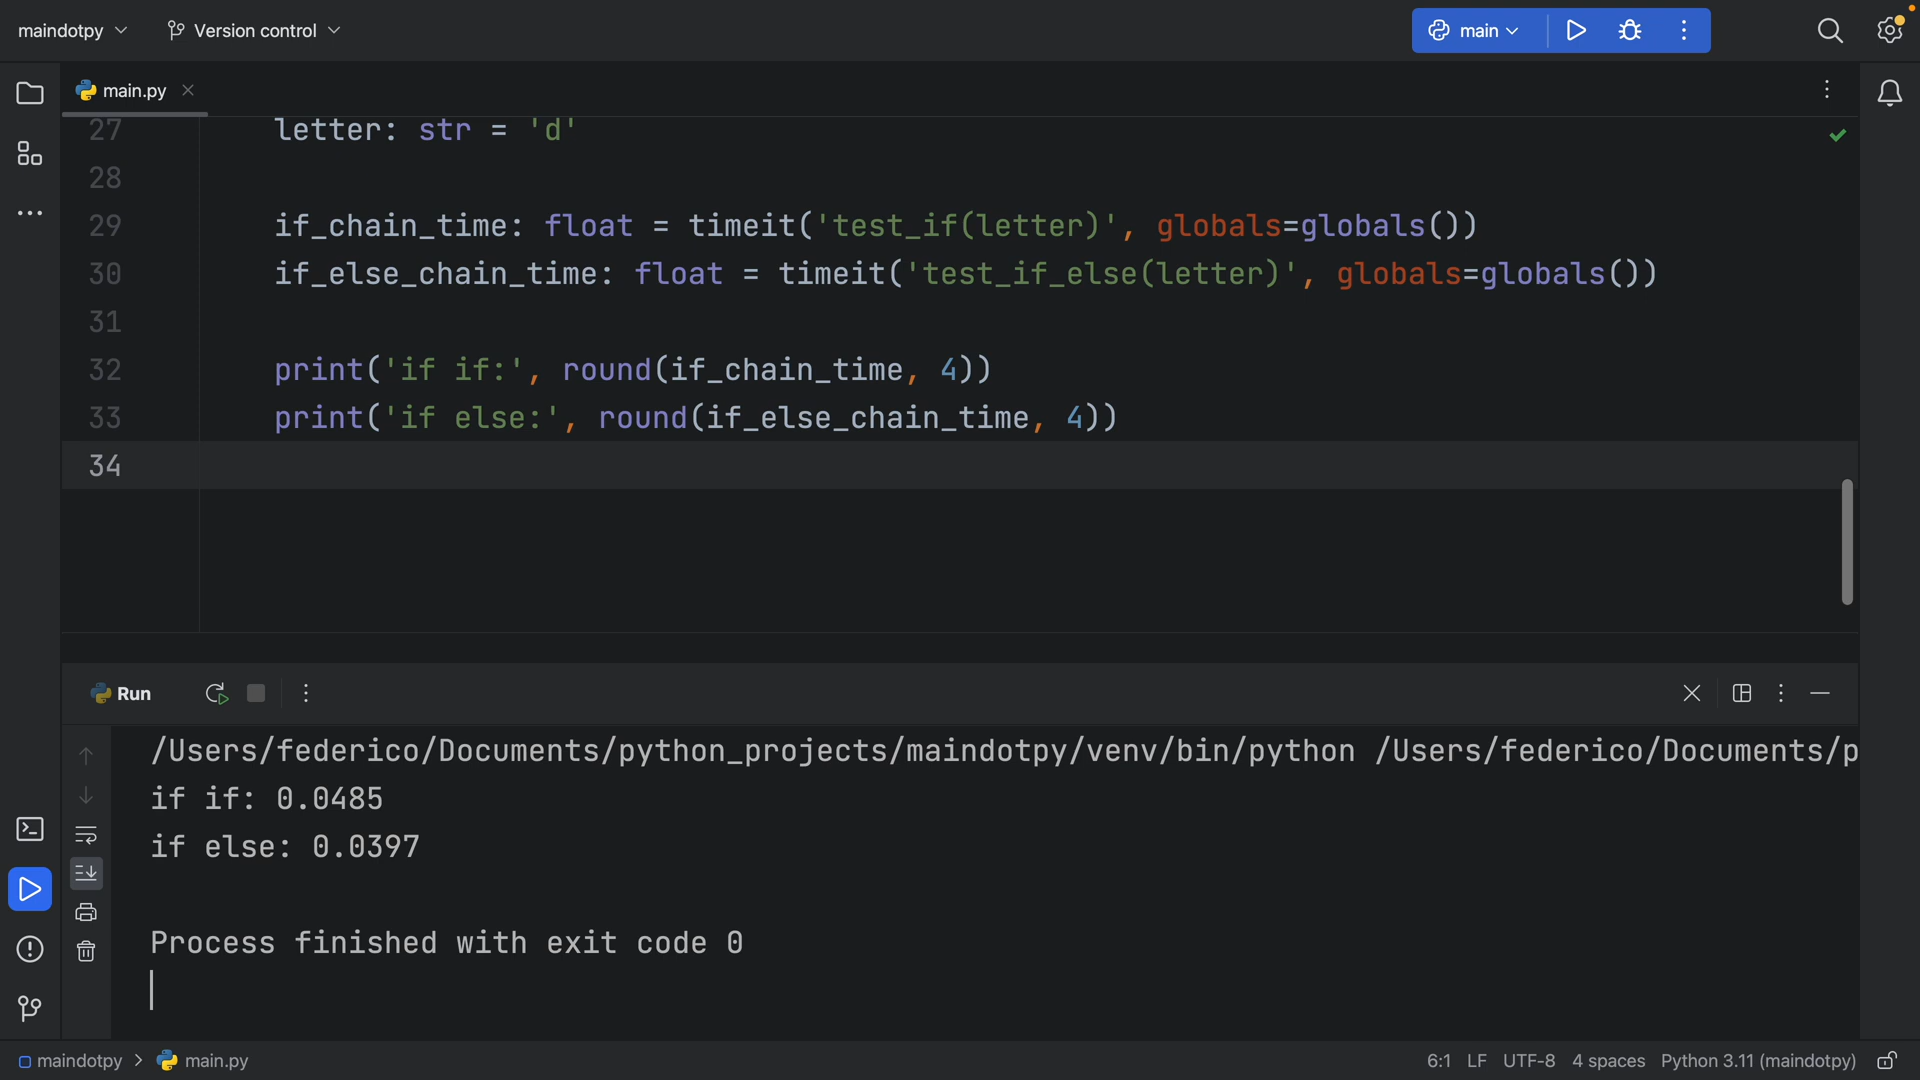 maindotpy Version control main
main.py
27 letter: str = 'd'
28
29 if_chain_time: float = timeit('test_if(letter)', globals=globals())
30 if_else_chain_time: float = timeit('test_if_else(letter)', globals=globals())
31
32 print('if if:', round(if_chain_time, 4))
33 print('if else:', round(if_else_chain_time, 4))
34
Run
/Users/federico/Documents/python_projects/maindotpy/venv/bin/python /Users/federico/Documents/p
if if: 0.0485
if else: 0.0397
Process finished with exit code 0
maindotpy > main.py 6:1 LF UTF-8 4 spaces Python 3.11 (maindotpy)